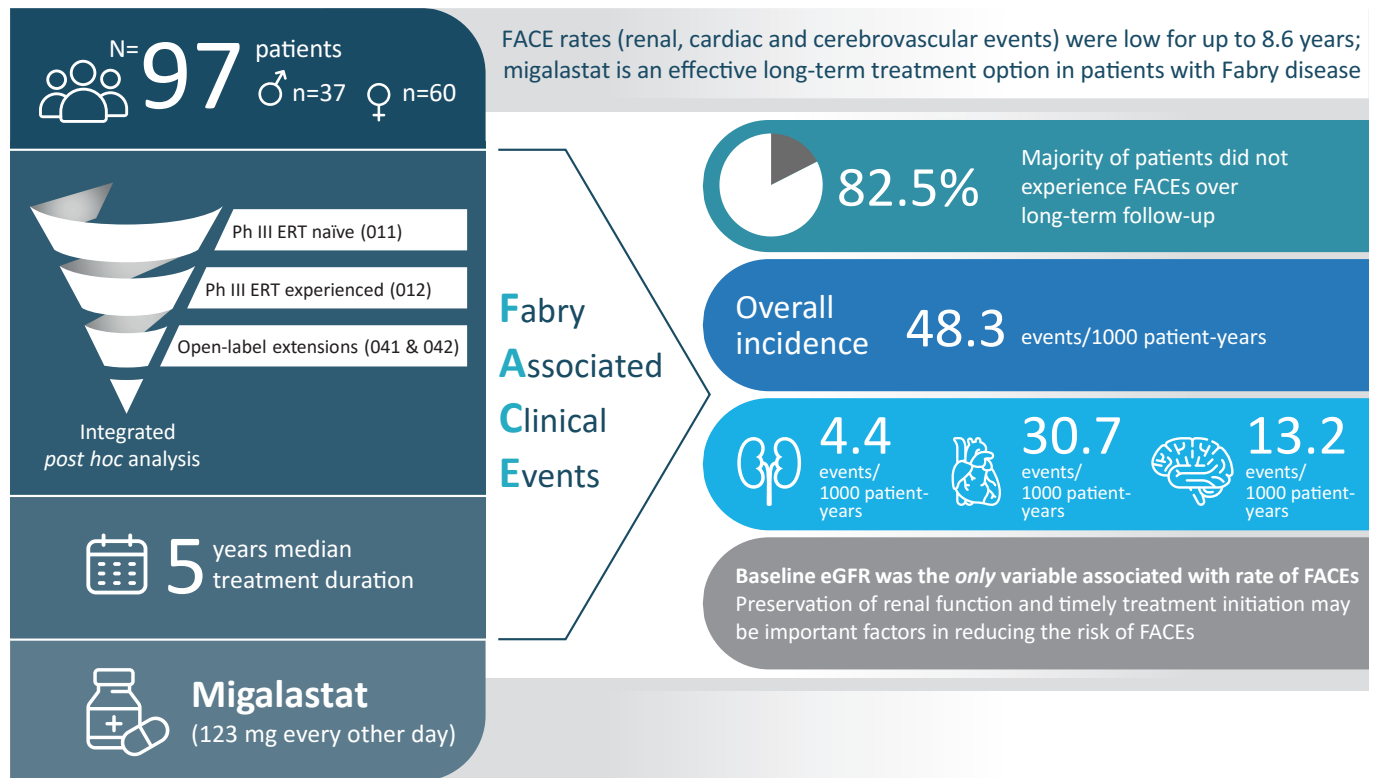 N= 97 patients
n=37 n=60
Ph III ERT naïve (011)
Ph III ERT experienced (012)
Open-label extensions (041 & 042)
Integrated
post hoc analysis
5 years median
treatment duration
Migalastat
(123 mg every other day)
FACE rates (renal, cardiac and cerebrovascular events) were low for up to 8.6 years;
migalastat is an effective long-term treatment option in patients with Fabry disease
Fabry
Associated
Clinical
Events
82.5%
Majority of patients did not
experience FACEs over
long-term follow-up
Overall
incidence
48.3 events/1000 patient-years
4.4
events/
1000 patient-
years
30.7
events/
1000 patient-
years
13.2
events/
1000 patient-
years
Baseline eGFR was the only variable associated with rate of FACEs
Preservation of renal function and timely treatment initiation may
be important factors in reducing the risk of FACEs